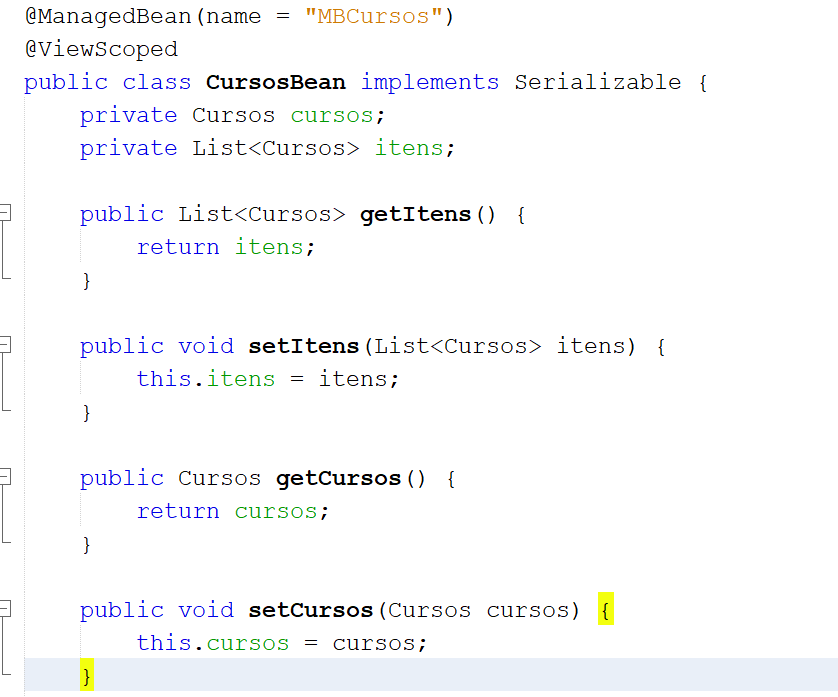 @ManagedBean(name = "MBCursos")
@ViewScoped
public class CursosBean implements Serializable {
    private Cursos cursos;
    private List<Cursos> itens;

    public List<Cursos> getItens() {
        return itens;
    }

    public void setItens(List<Cursos> itens) {
        this.itens = itens;
    }

    public Cursos getCursos() {
        return cursos;
    }

    public void setCursos(Cursos cursos) {
        this.cursos = cursos;
    }